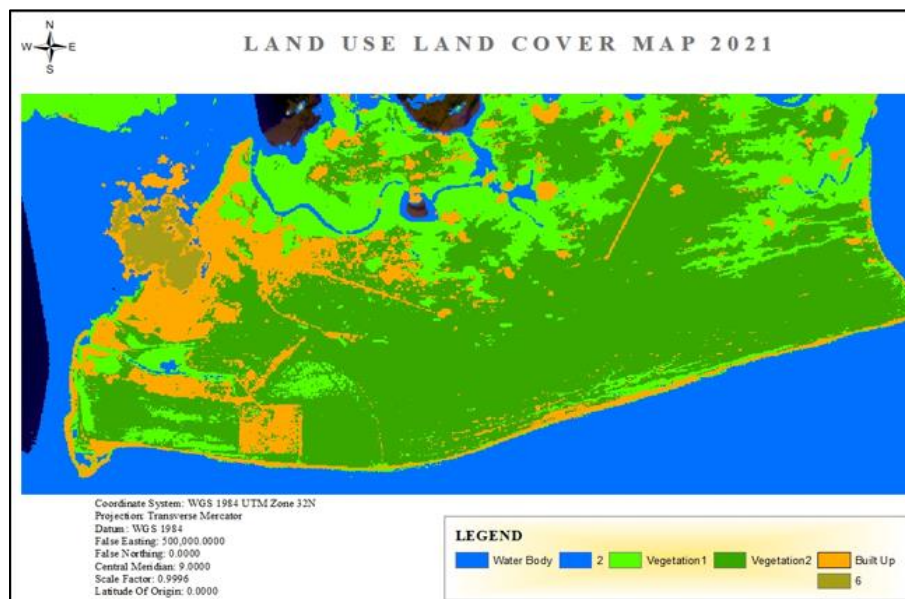 N
W E
S
LAND USE LAND COVER MAP 2021
Coordinate System: WGS 1984 UTM Zone 32N
Projection: Transverse Mercator
Datum: WGS 1984
False Easting: 500,000.0000
False Northing: 0.0000
Central Meridian: 9.0000
Scale Factor: 0.9996
Latitude Of Origin: 0.0000
LEGEND
Water Body 2 Vegetation1 Vegetation2 Built Up
6